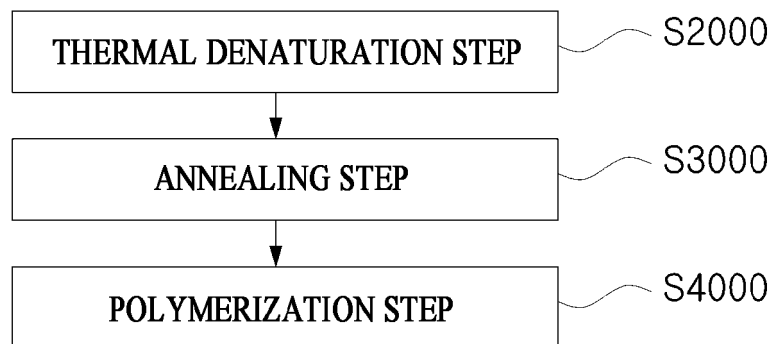 THERMAL DENATURATION STEP
S2000
ANNEALING STEP
S3000
POLYMERIZATION STEP
S4000